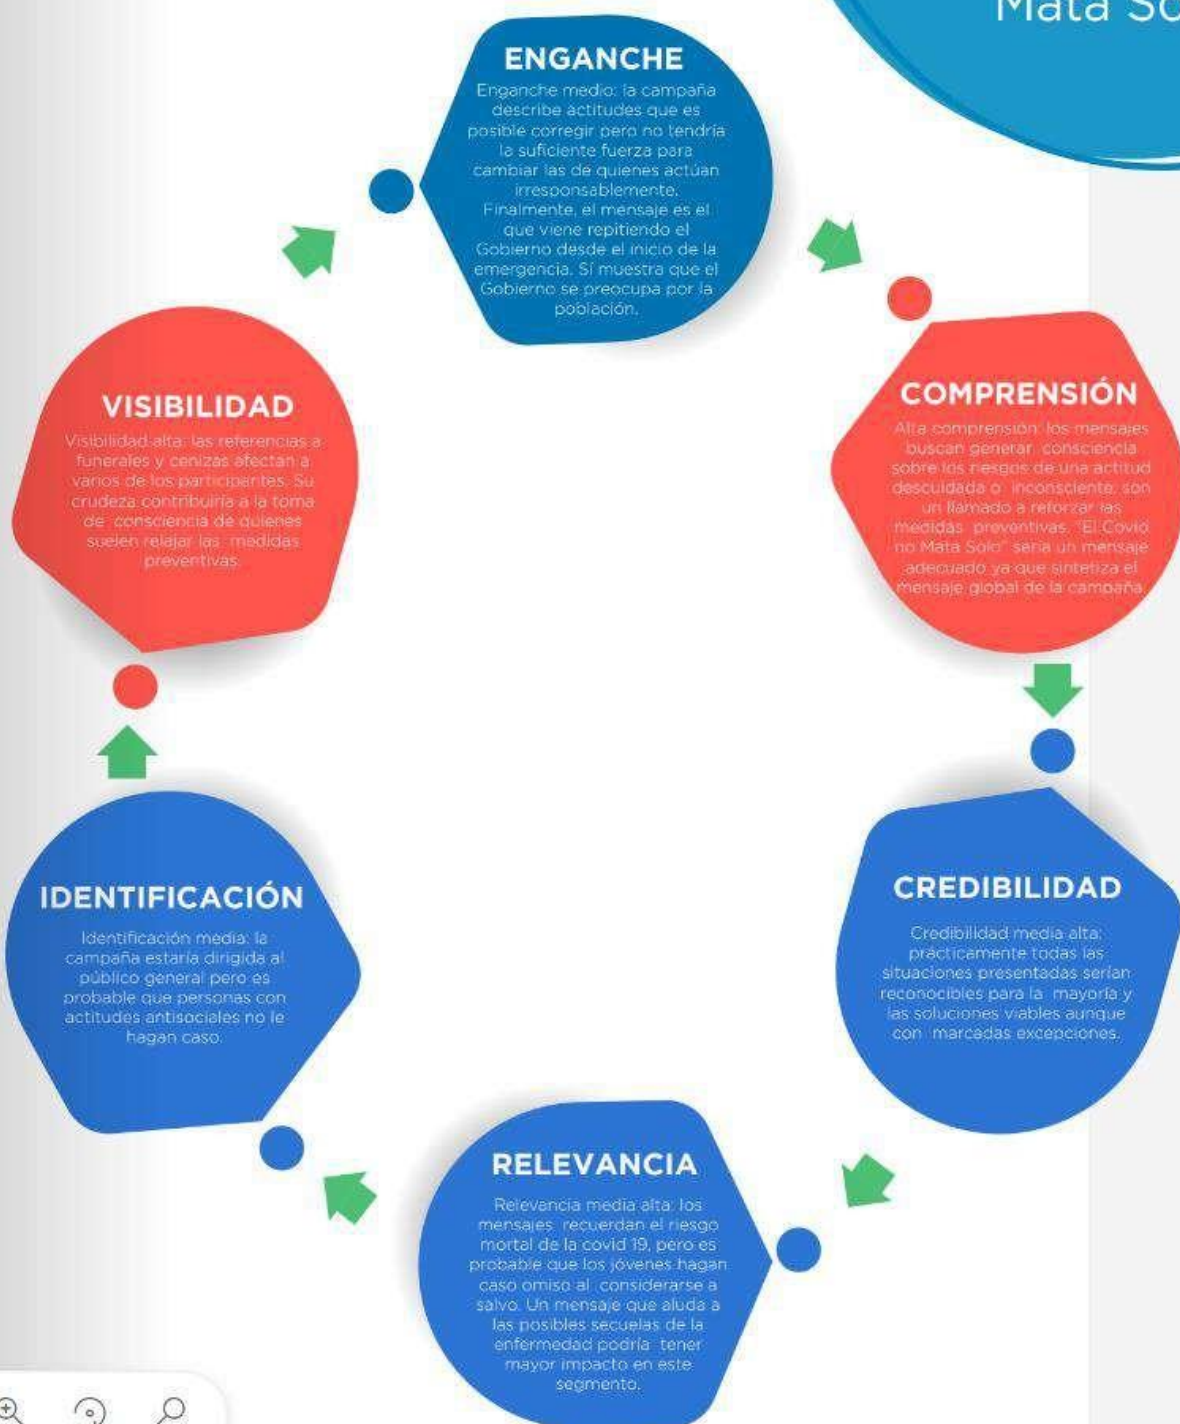 Mata So
ENGANCHE
Enganche medio: la campaña
describe actitudes que es
posible corregir pero no tendría
la suficiente fuerza para
cambiar las de quienes actúan
irresponsablemente.
Finalmente, el mensaje es el
que viene repitiendo el
Gobierno desde el inicio de la
emergencia. Sí muestra que el
Gobierno se preocupa por la
población.
COMPRENSIÓN
Alta comprensión: los mensajes
buscan generar consciencia
sobre los riesgos de una actitud
descuidada o inconsciente; son
un llamado a reforzar las
medidas preventivas. "El Covid
no Mata Solo" sería un mensaje
adecuado ya que sintetiza el
mensaje global de la campaña.
CREDIBILIDAD
Credibilidad media alta:
prácticamente todas las
situaciones presentadas serían
reconocibles para la mayoría y
las soluciones viables aunque
con marcadas excepciones.
RELEVANCIA
Relevancia media alta: los
mensajes recuerdan el riesgo
mortal de la covid 19, pero es
probable que los jóvenes hagan
caso omiso al considerarse a
salvo. Un mensaje que aluda a
las posibles secuelas de la
enfermedad podría tener
mayor impacto en este
segmento.
IDENTIFICACIÓN
Identificación media: la
campaña estaría dirigida al
público general pero es
probable que personas con
actitudes antisociales no le
hagan caso.
VISIBILIDAD
Visibilidad alta: las referencias a
funerales y cenizas afectan a
varios de los participantes. Su
crudeza contribuiría a la toma
de consciencia de quienes
suelen relajar las medidas
preventivas.